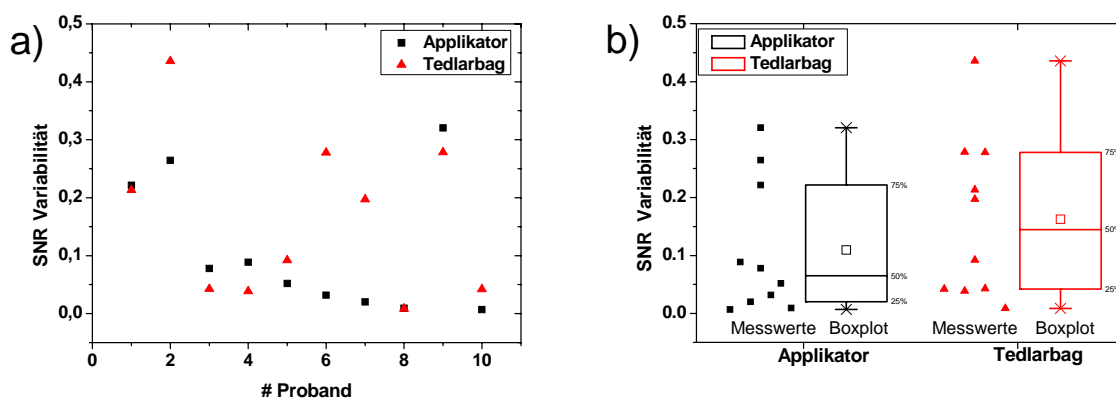 a)
SNR Variabilität
0,5
0,4
0,3
0,2
0,1
0,0
0 2 4 6 8 10
# Proband
Applikator
Tedlarbag
b)
SNR Variabilität
0,5
0,4
0,3
0,2
0,1
0,0
Applikator
Tedlarbag
75%
50%
25%
75%
50%
25%
Messwerte Boxplot Messwerte Boxplot
Applikator Tedlarbag